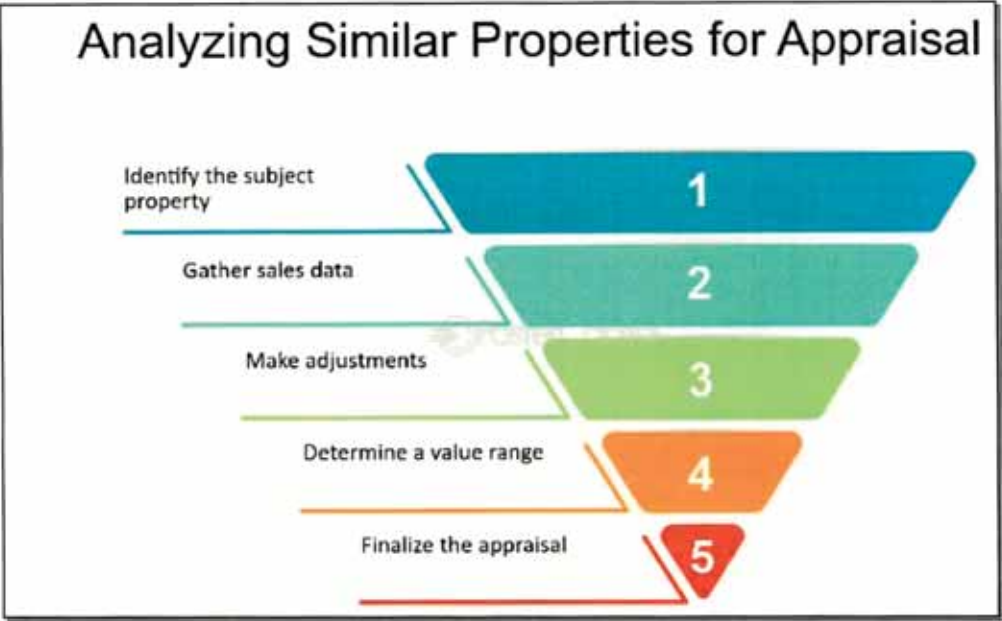 Analyzing Similar Properties for Appraisal
Identify the subject
property
1
Gather sales data
2
Make adjustments
3
Determine a value range
4
Finalize the appraisal
5